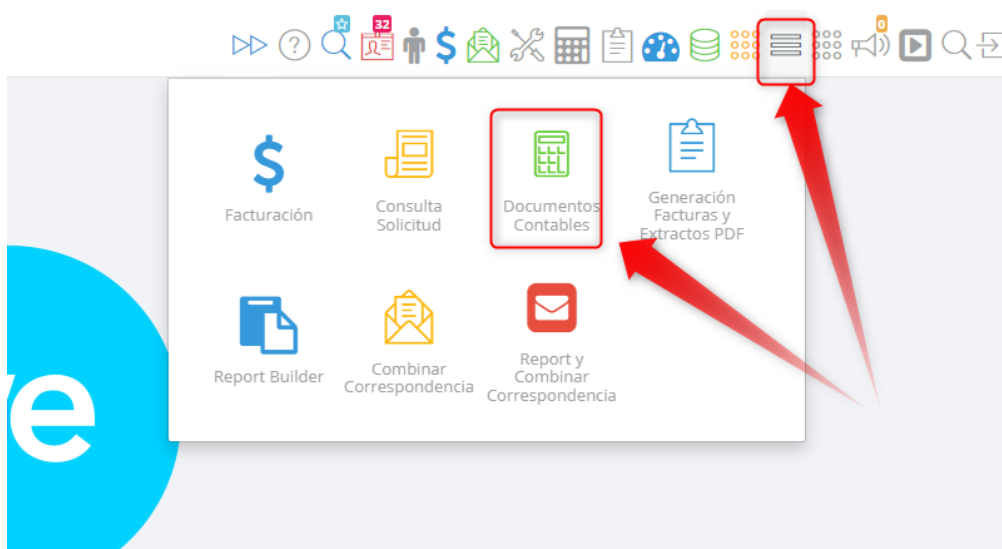 32
0
Facturación
Consulta
Solicitud
Documentos
Contables
Generación
Facturas y
Extractos PDF
Report Builder
Combinar
Correspondencia
Report y
Combinar
Correspondencia
e